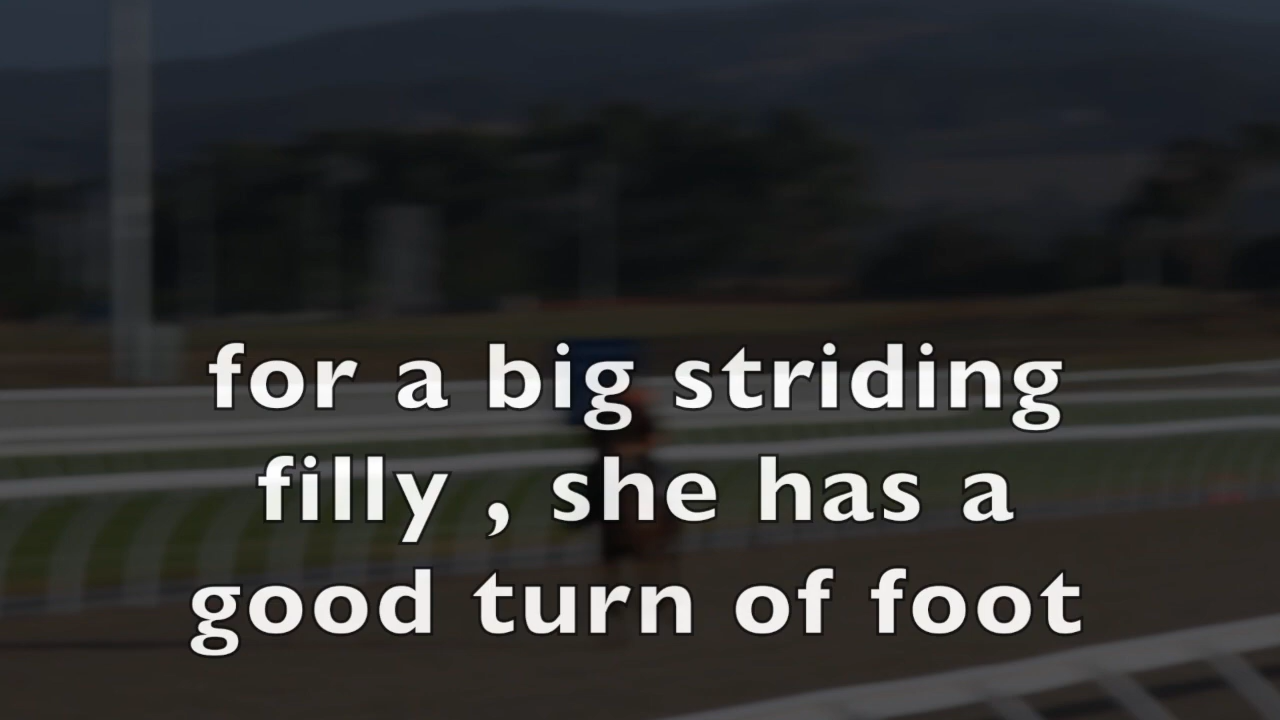 for a big striding
filly , she has a
good turn of foot